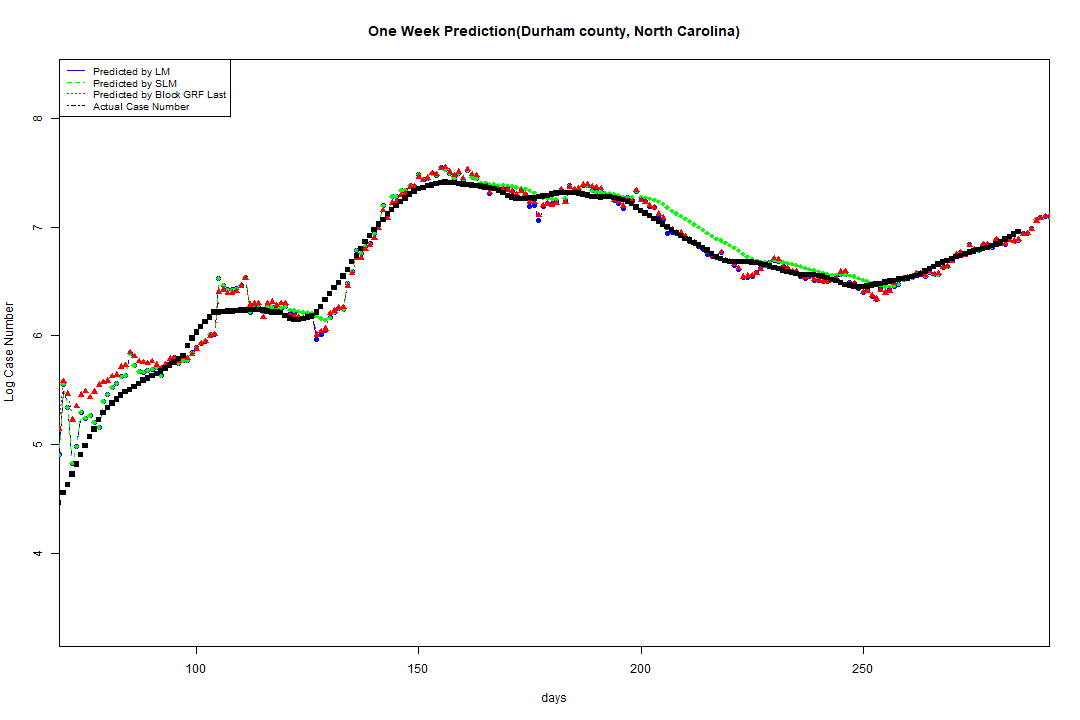 One Week Prediction(Durham county, North Carolina)
Predicted by LM
Predicted by SLM
Predicted by Block GRF Last
Actual Case Number
8
7
6
5
4
Log Case Number
100 150 200 250
days